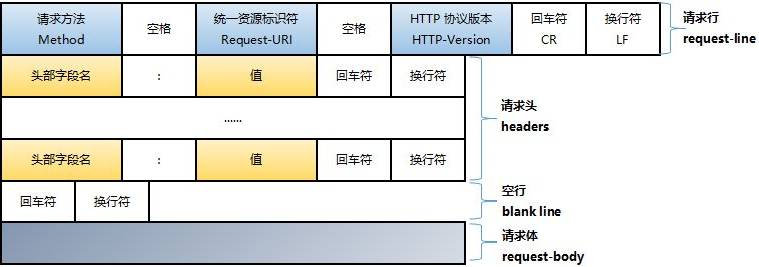 请求方法 空格 统一资源标识符 空格 HTTP 协议版本 回车符 换行符 请求行
Method Request-URI HTTP-Version CR LF request-line
头部字段名 : 值 回车符 换行符
请求头
...... headers
头部字段名 : 值 回车符 换行符
回车符 换行符 空行
blank line
请求体
request-body